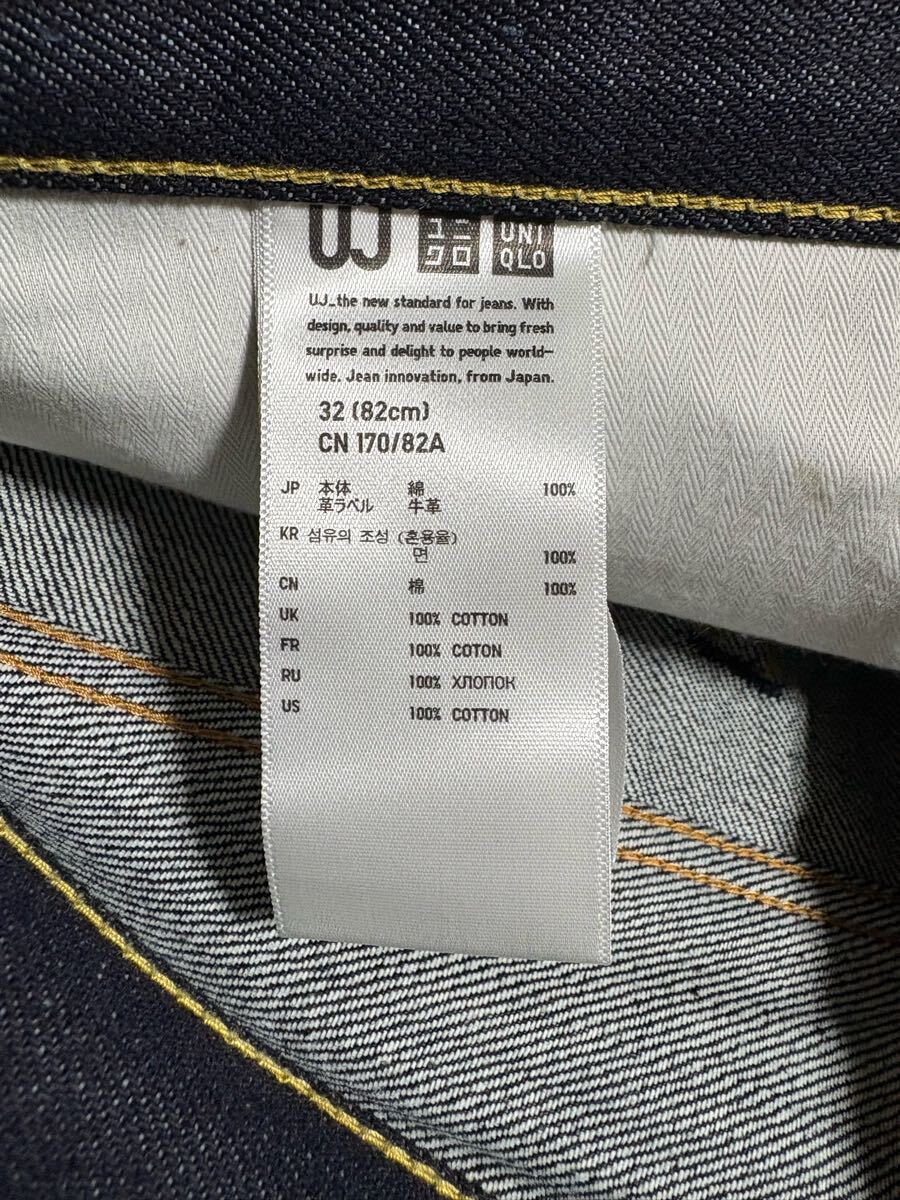 UJ ユニクロ UNIQLO
UJ_the new standard for jeans. With
design, quality and value to bring fresh
surprise and delight to people world-
wide. Jean innovation, from Japan.
32 (82cm)
CN 170/82A
JP 本体 綿 100%
革ラベル 牛革
KR 섬유의 조성 (혼용율)
면 100%
CN 棉 100%
UK 100% COTTON
FR 100% COTON
RU 100% ХЛОПОК
US 100% COTTON